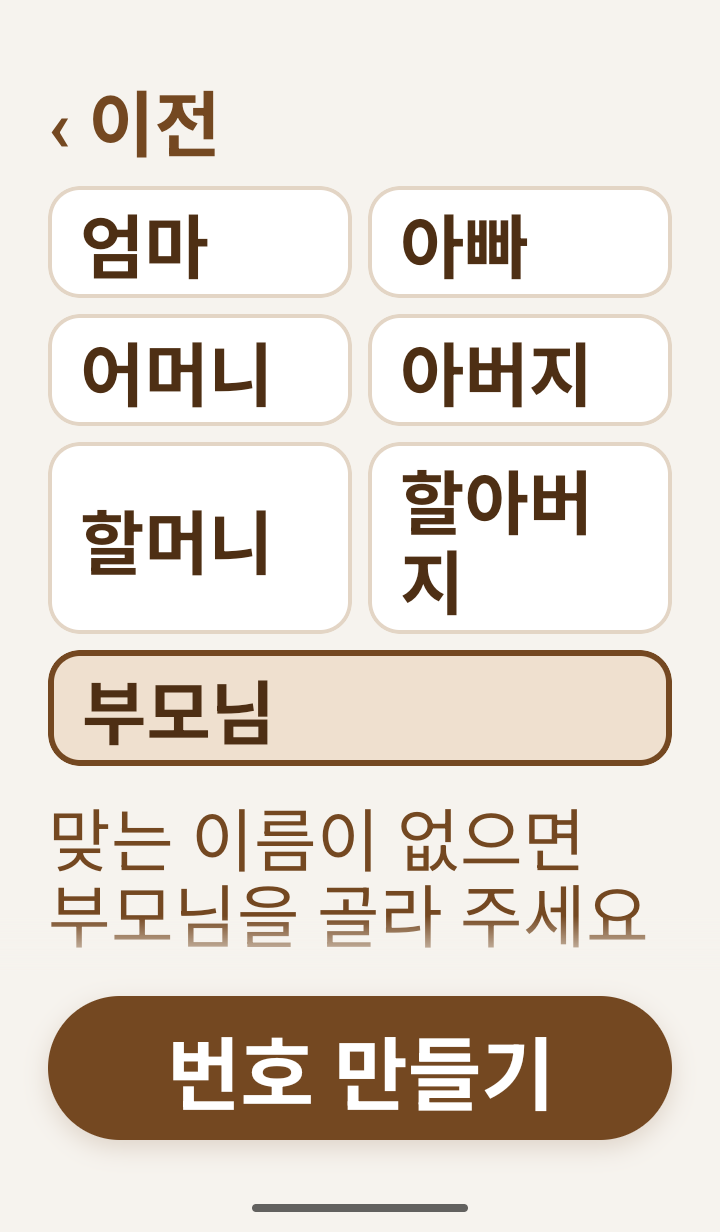 ‹ 이전
엄마
아빠
어머니
아버지
할머니
할아버
지
부모님
맞는 이름이 없으면
부모님을 골라 주세요
번호 만들기